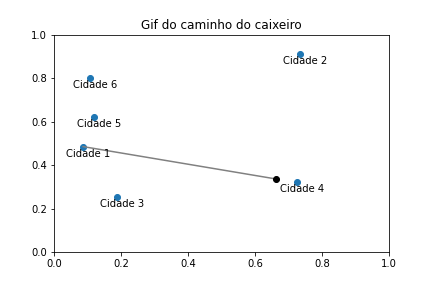 Gif do caminho do caixeiro
1.0
Cidade 2
0.8
Cidade 6
0.6
Cidade 5
Cidade 1
0.4
Cidade 4
0.2
Cidade 3
0.0
0.0 0.2 0.4 0.6 0.8 1.0